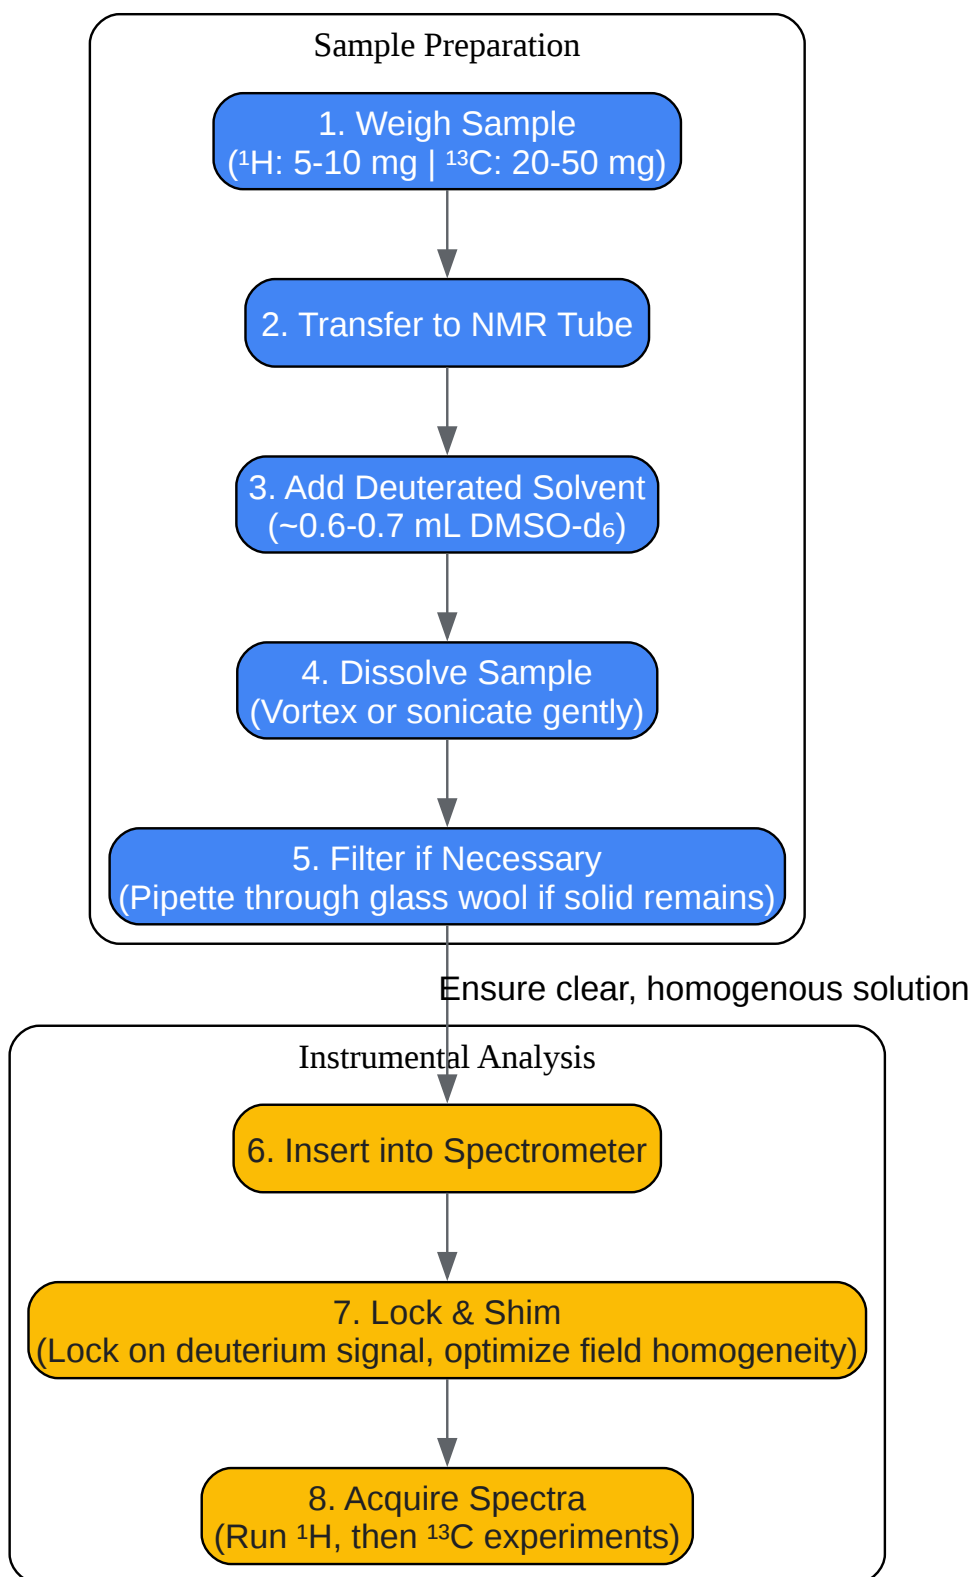 Sample Preparation
1. Weigh Sample
(¹H: 5-10 mg | ¹³C: 20-50 mg)
2. Transfer to NMR Tube
3. Add Deuterated Solvent
(~0.6-0.7 mL DMSO-d₆)
4. Dissolve Sample
(Vortex or sonicate gently)
5. Filter if Necessary
(Pipette through glass wool if solid remains)
Ensure clear, homogenous solution
Instrumental Analysis
6. Insert into Spectrometer
7. Lock & Shim
(Lock on deuterium signal, optimize field homogeneity)
8. Acquire Spectra
(Run ¹H, then ¹³C experiments)